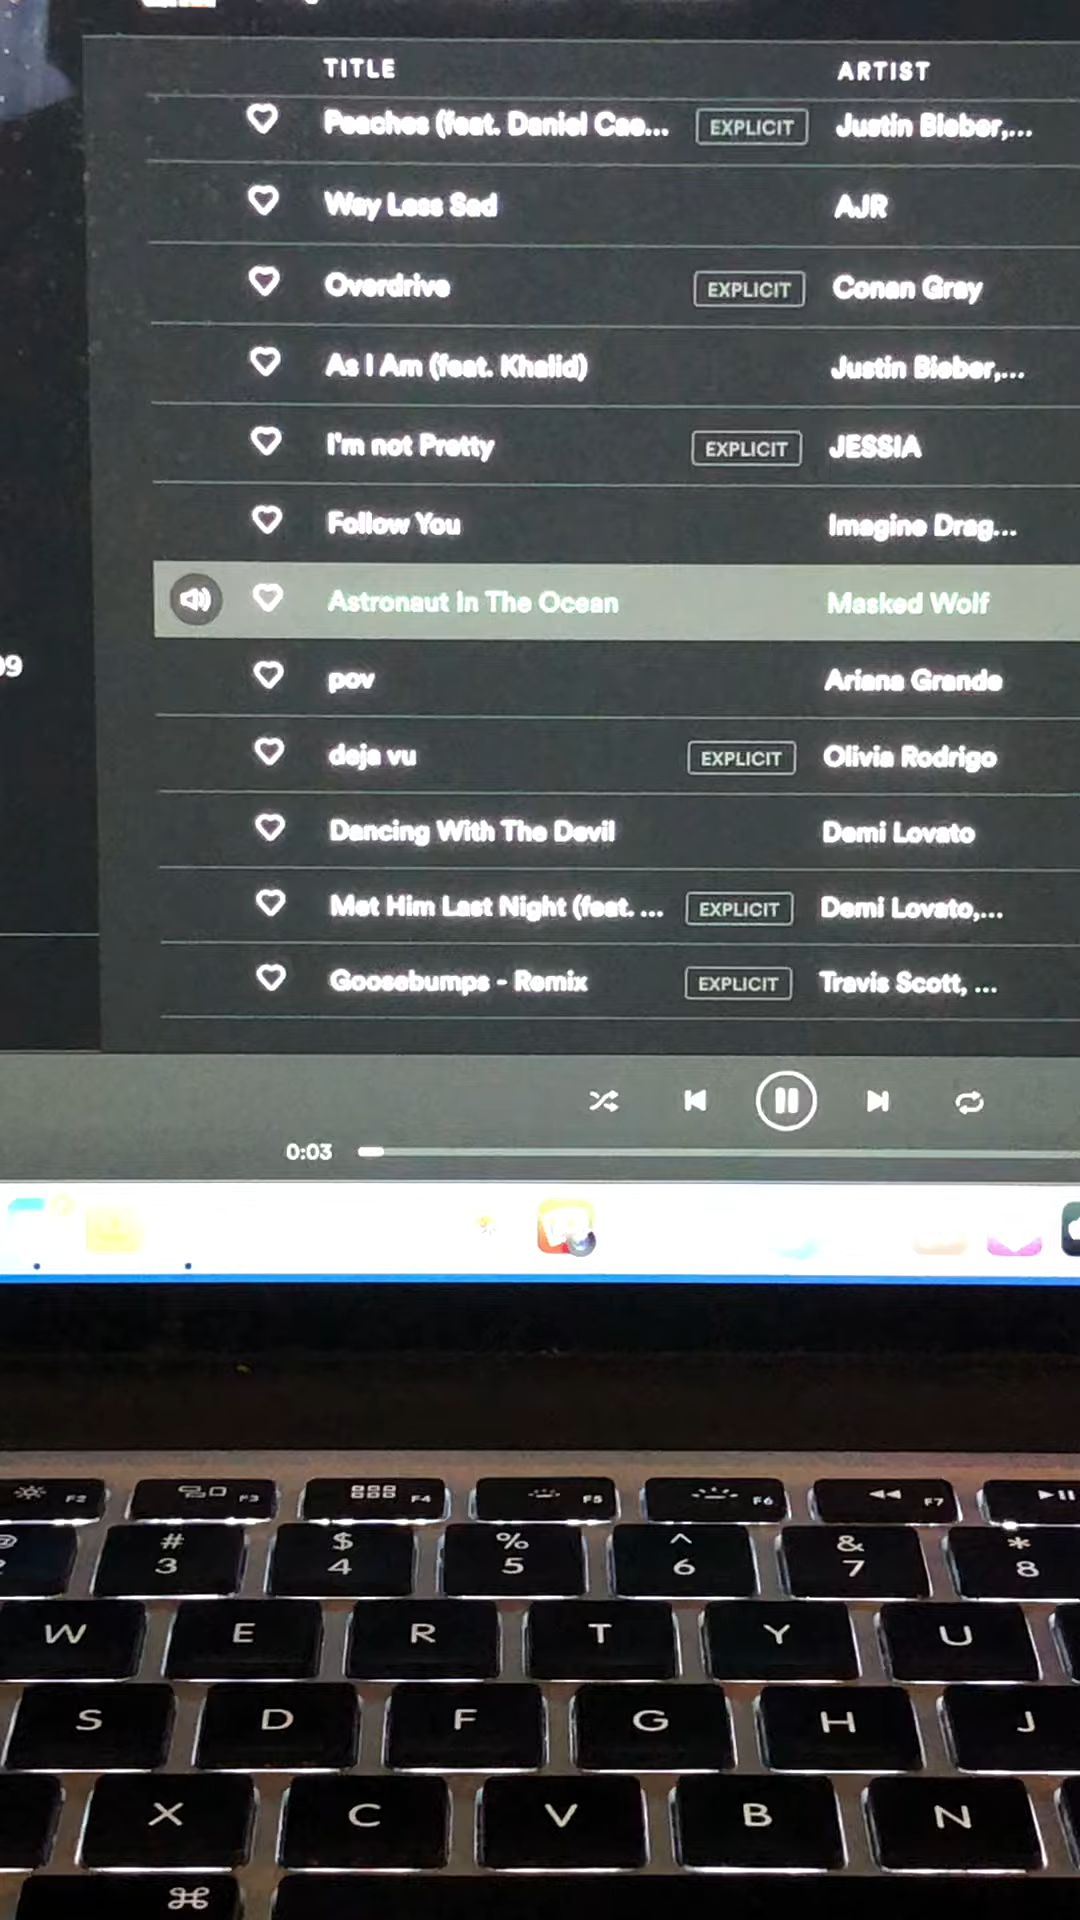 TITLE ARTIST
Peaches (feat. Daniel Cae... EXPLICIT Justin Bieber,...
Way Less Sad AJR
Overdrive EXPLICIT Conan Gray
As I Am (feat. Khalid) Justin Bieber,...
I'm not Pretty EXPLICIT JESSIA
Follow You Imagine Drag...
Astronaut In The Ocean Masked Wolf
09
pov Ariana Grande
deja vu EXPLICIT Olivia Rodrigo
Dancing With The Devil Demi Lovato
Met Him Last Night (feat. ... EXPLICIT Demi Lovato,...
Goosebumps - Remix EXPLICIT Travis Scott, ...
0:03
F2 F3 F4 F5 F6 F7
# $ % ^ & *
3 4 5 6 7 8
W E R T Y U
S D F G H J
X C V B N
⌘